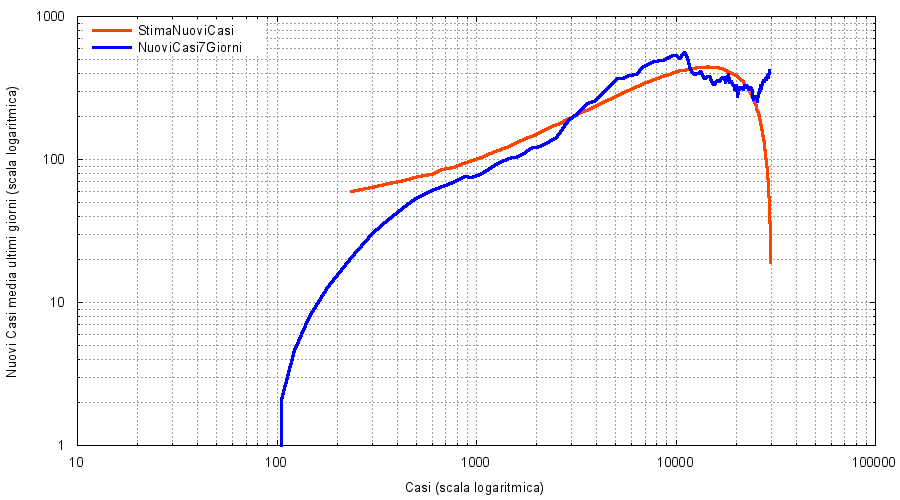 1000
StimaNuoviCasi
NuoviCasi7Giorni
100
10
1
Nuovi Casi media ultimi giorni (scala logaritmica)
10 100 1000 10000 100000
Casi (scala logaritmica)